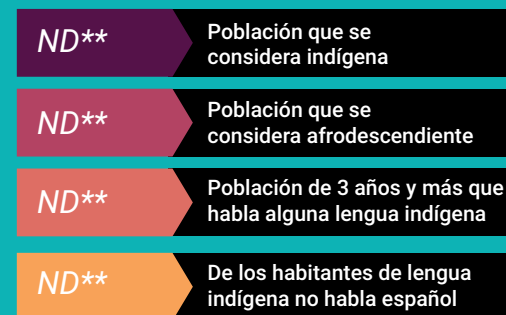 ND**
Población que se
considera indígena
ND**
Población que se
considera afrodescendiente
ND**
Población de 3 años y más que
habla alguna lengua indígena
ND**
De los habitantes de lengua
indígena no habla español